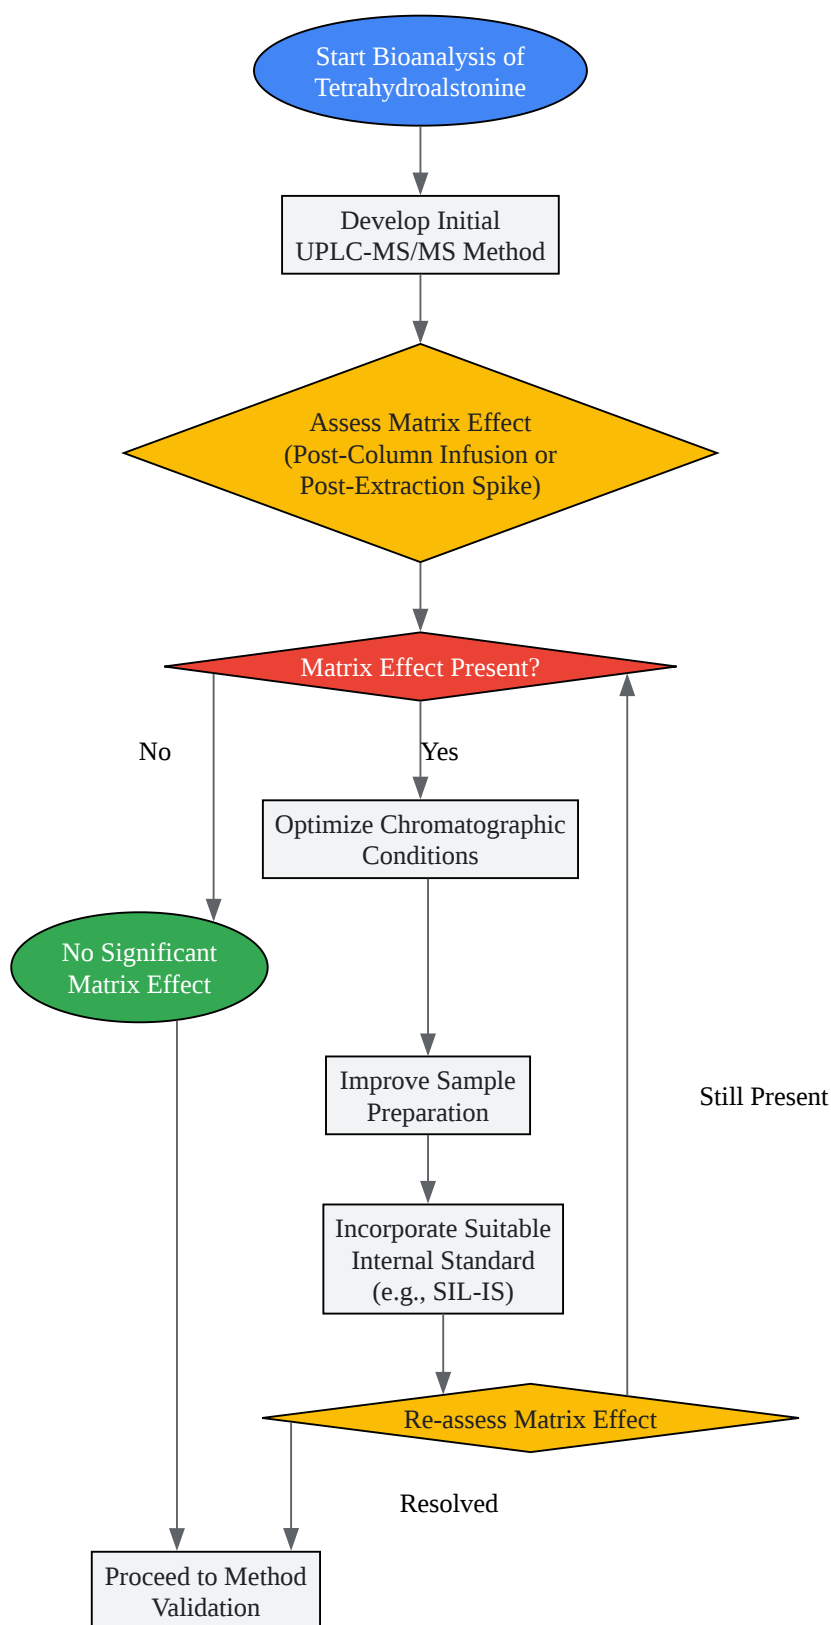 Start Bioanalysis of
Tetrahydroalstonine
Develop Initial
UPLC-MS/MS Method
Assess Matrix Effect
(Post-Column Infusion or
Post-Extraction Spike)
Matrix Effect Present?
No
Yes
Optimize Chromatographic
Conditions
No Significant
Matrix Effect
Improve Sample
Preparation
Still Present
Incorporate Suitable
Internal Standard
(e.g., SIL-IS)
Re-assess Matrix Effect
Resolved
Proceed to Method
Validation